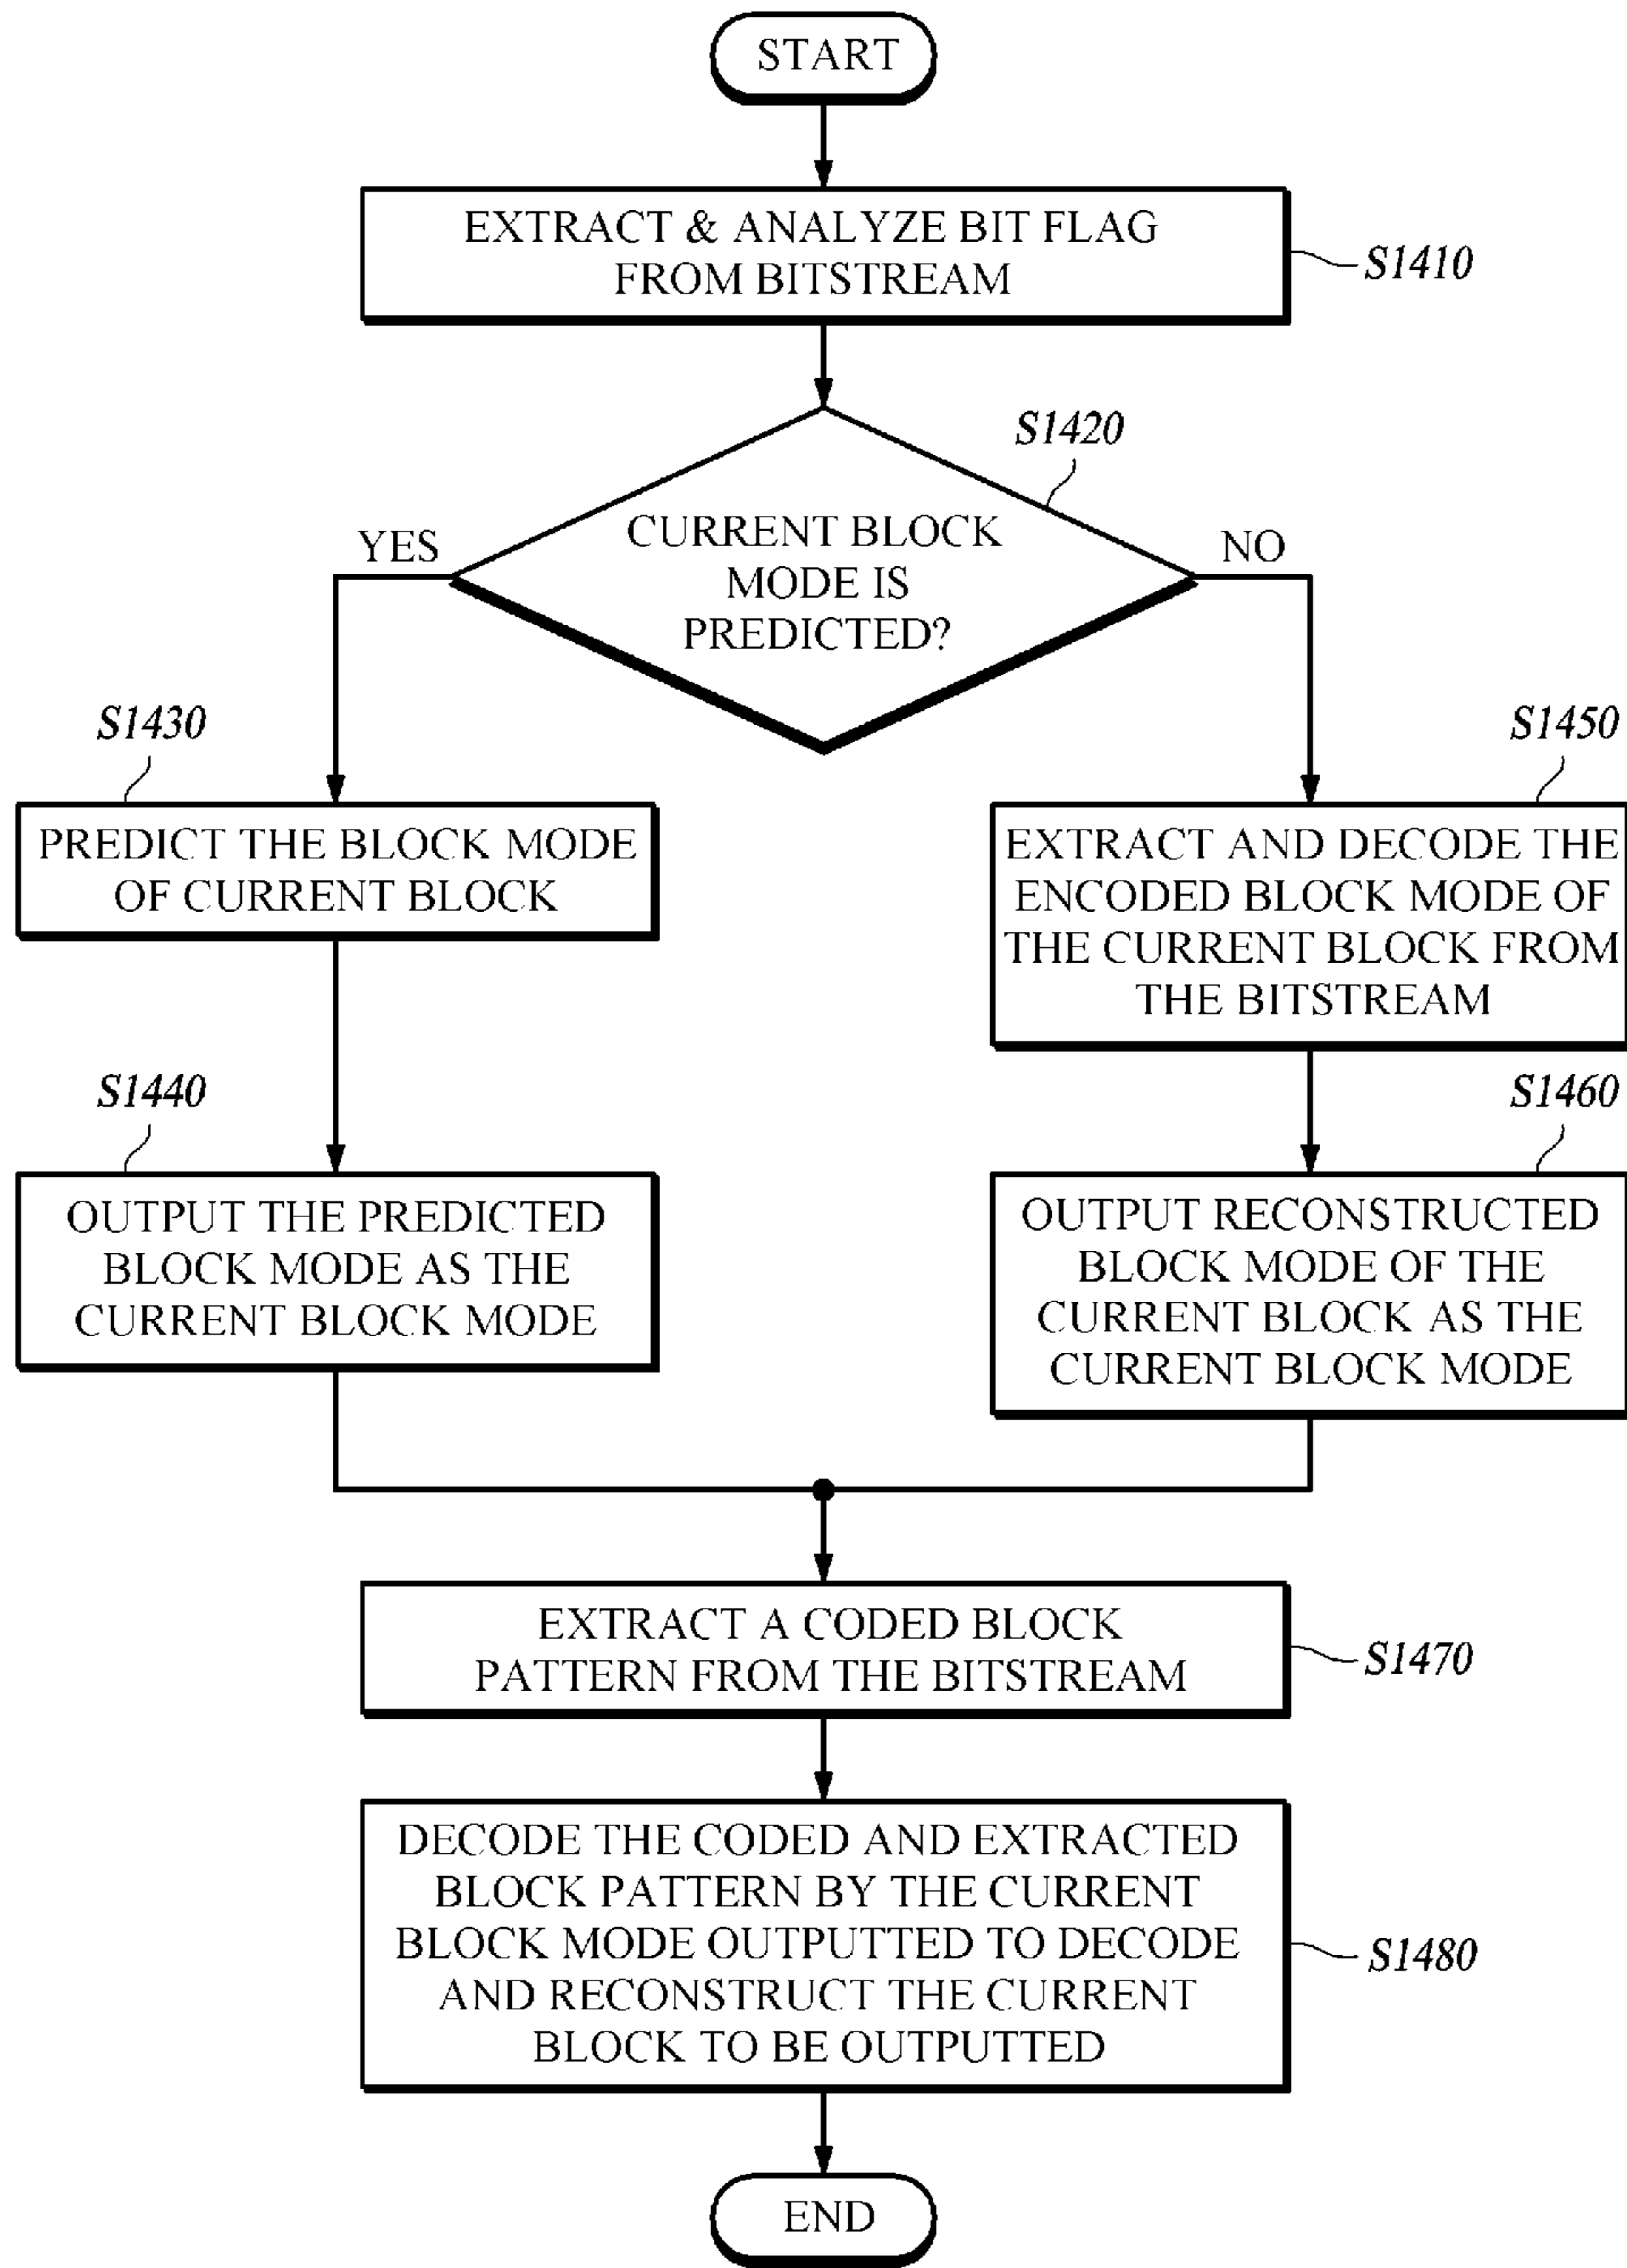 START
EXTRACT & ANALYZE BIT FLAG
FROM BITSTREAM
S1410
S1420
CURRENT BLOCK
MODE IS
PREDICTED?
YES
NO
S1430
PREDICT THE BLOCK MODE
OF CURRENT BLOCK
S1450
EXTRACT AND DECODE THE
ENCODED BLOCK MODE OF
THE CURRENT BLOCK FROM
THE BITSTREAM
S1440
OUTPUT THE PREDICTED
BLOCK MODE AS THE
CURRENT BLOCK MODE
S1460
OUTPUT RECONSTRUCTED
BLOCK MODE OF THE
CURRENT BLOCK AS THE
CURRENT BLOCK MODE
EXTRACT A CODED BLOCK
PATTERN FROM THE BITSTREAM
S1470
DECODE THE CODED AND EXTRACTED
BLOCK PATTERN BY THE CURRENT
BLOCK MODE OUTPUTTED TO DECODE
AND RECONSTRUCT THE CURRENT
BLOCK TO BE OUTPUTTED
S1480
END